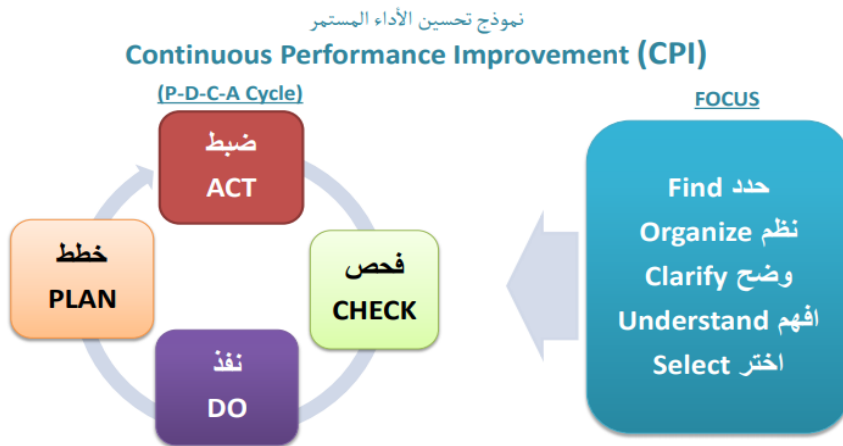 نموذج تحسين الأداء المستمر
Continuous Performance Improvement (CPI)
(P-D-C-A Cycle)
ضبط
ACT
خطط
PLAN
فحص
CHECK
نفذ
DO
FOCUS
Find حدد
Organize نظم
Clarify وضح
Understand افهم
Select اختر